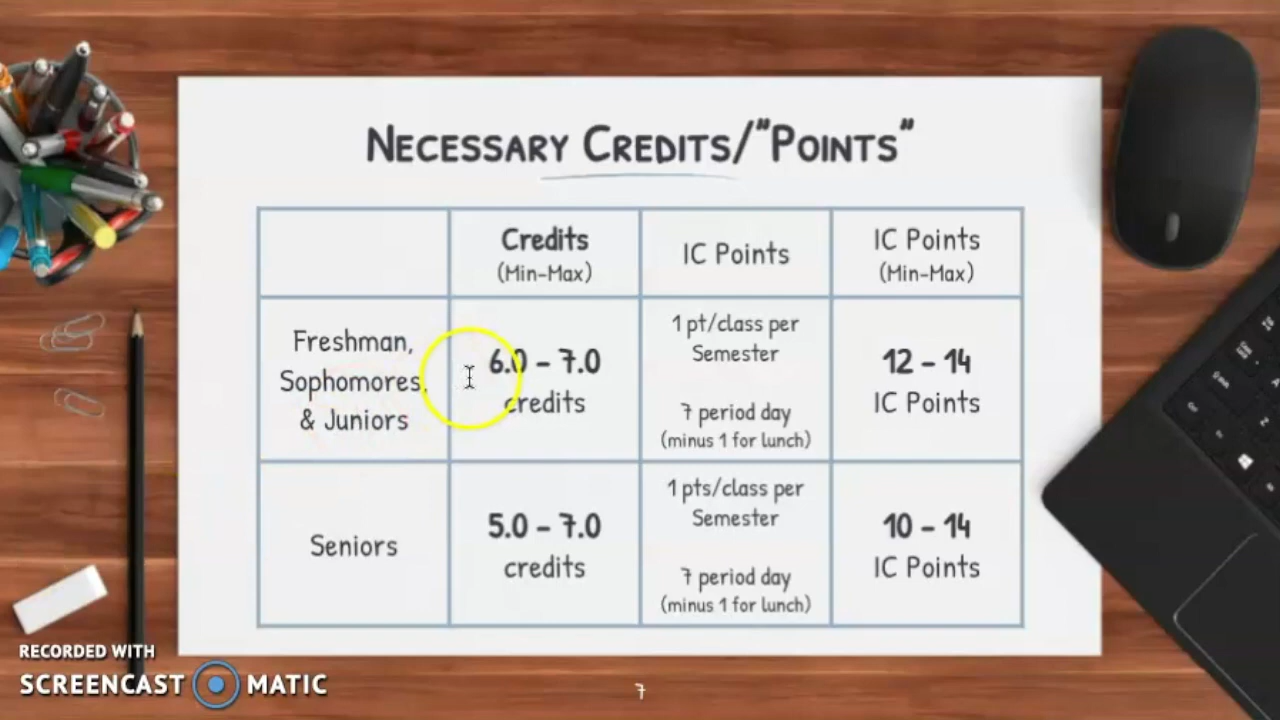 Necessary Credits/"Points"
Credits
(Min-Max)
IC Points
IC Points
(Min-Max)
Freshman,
Sophomores,
& Juniors
6.0 - 7.0
credits
1 pt/class per
Semester
7 period day
(minus 1 for lunch)
12 - 14
IC Points
Seniors
5.0 - 7.0
credits
1 pts/class per
Semester
7 period day
(minus 1 for lunch)
10 - 14
IC Points
RECORDED WITH
SCREENCAST MATIC
7